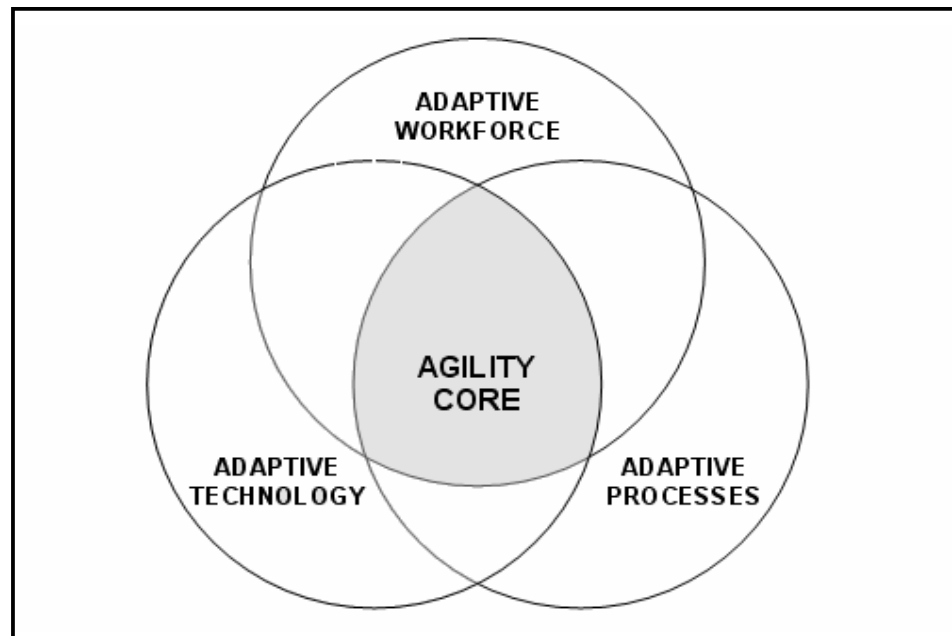 ADAPTIVE
WORKFORCE
AGILITY
CORE
ADAPTIVE
TECHNOLOGY
ADAPTIVE
PROCESSES